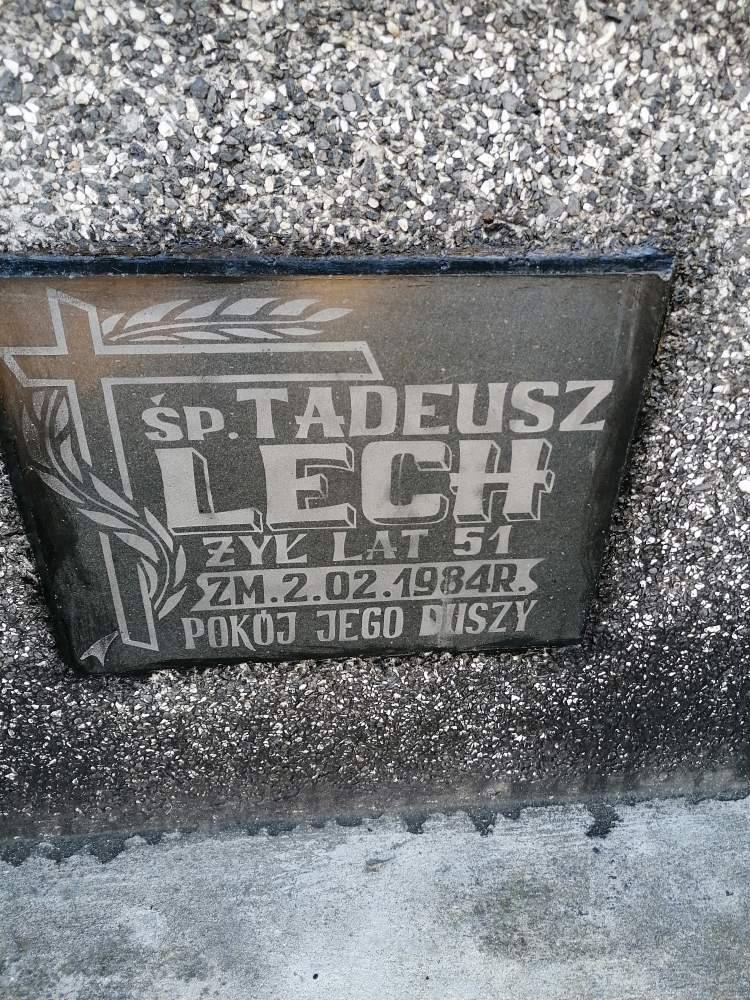 ŚP. TADEUSZ
LECH
ŻYŁ LAT 51
ZM. 2.02.1984R.
POKÓJ JEGO DUSZY